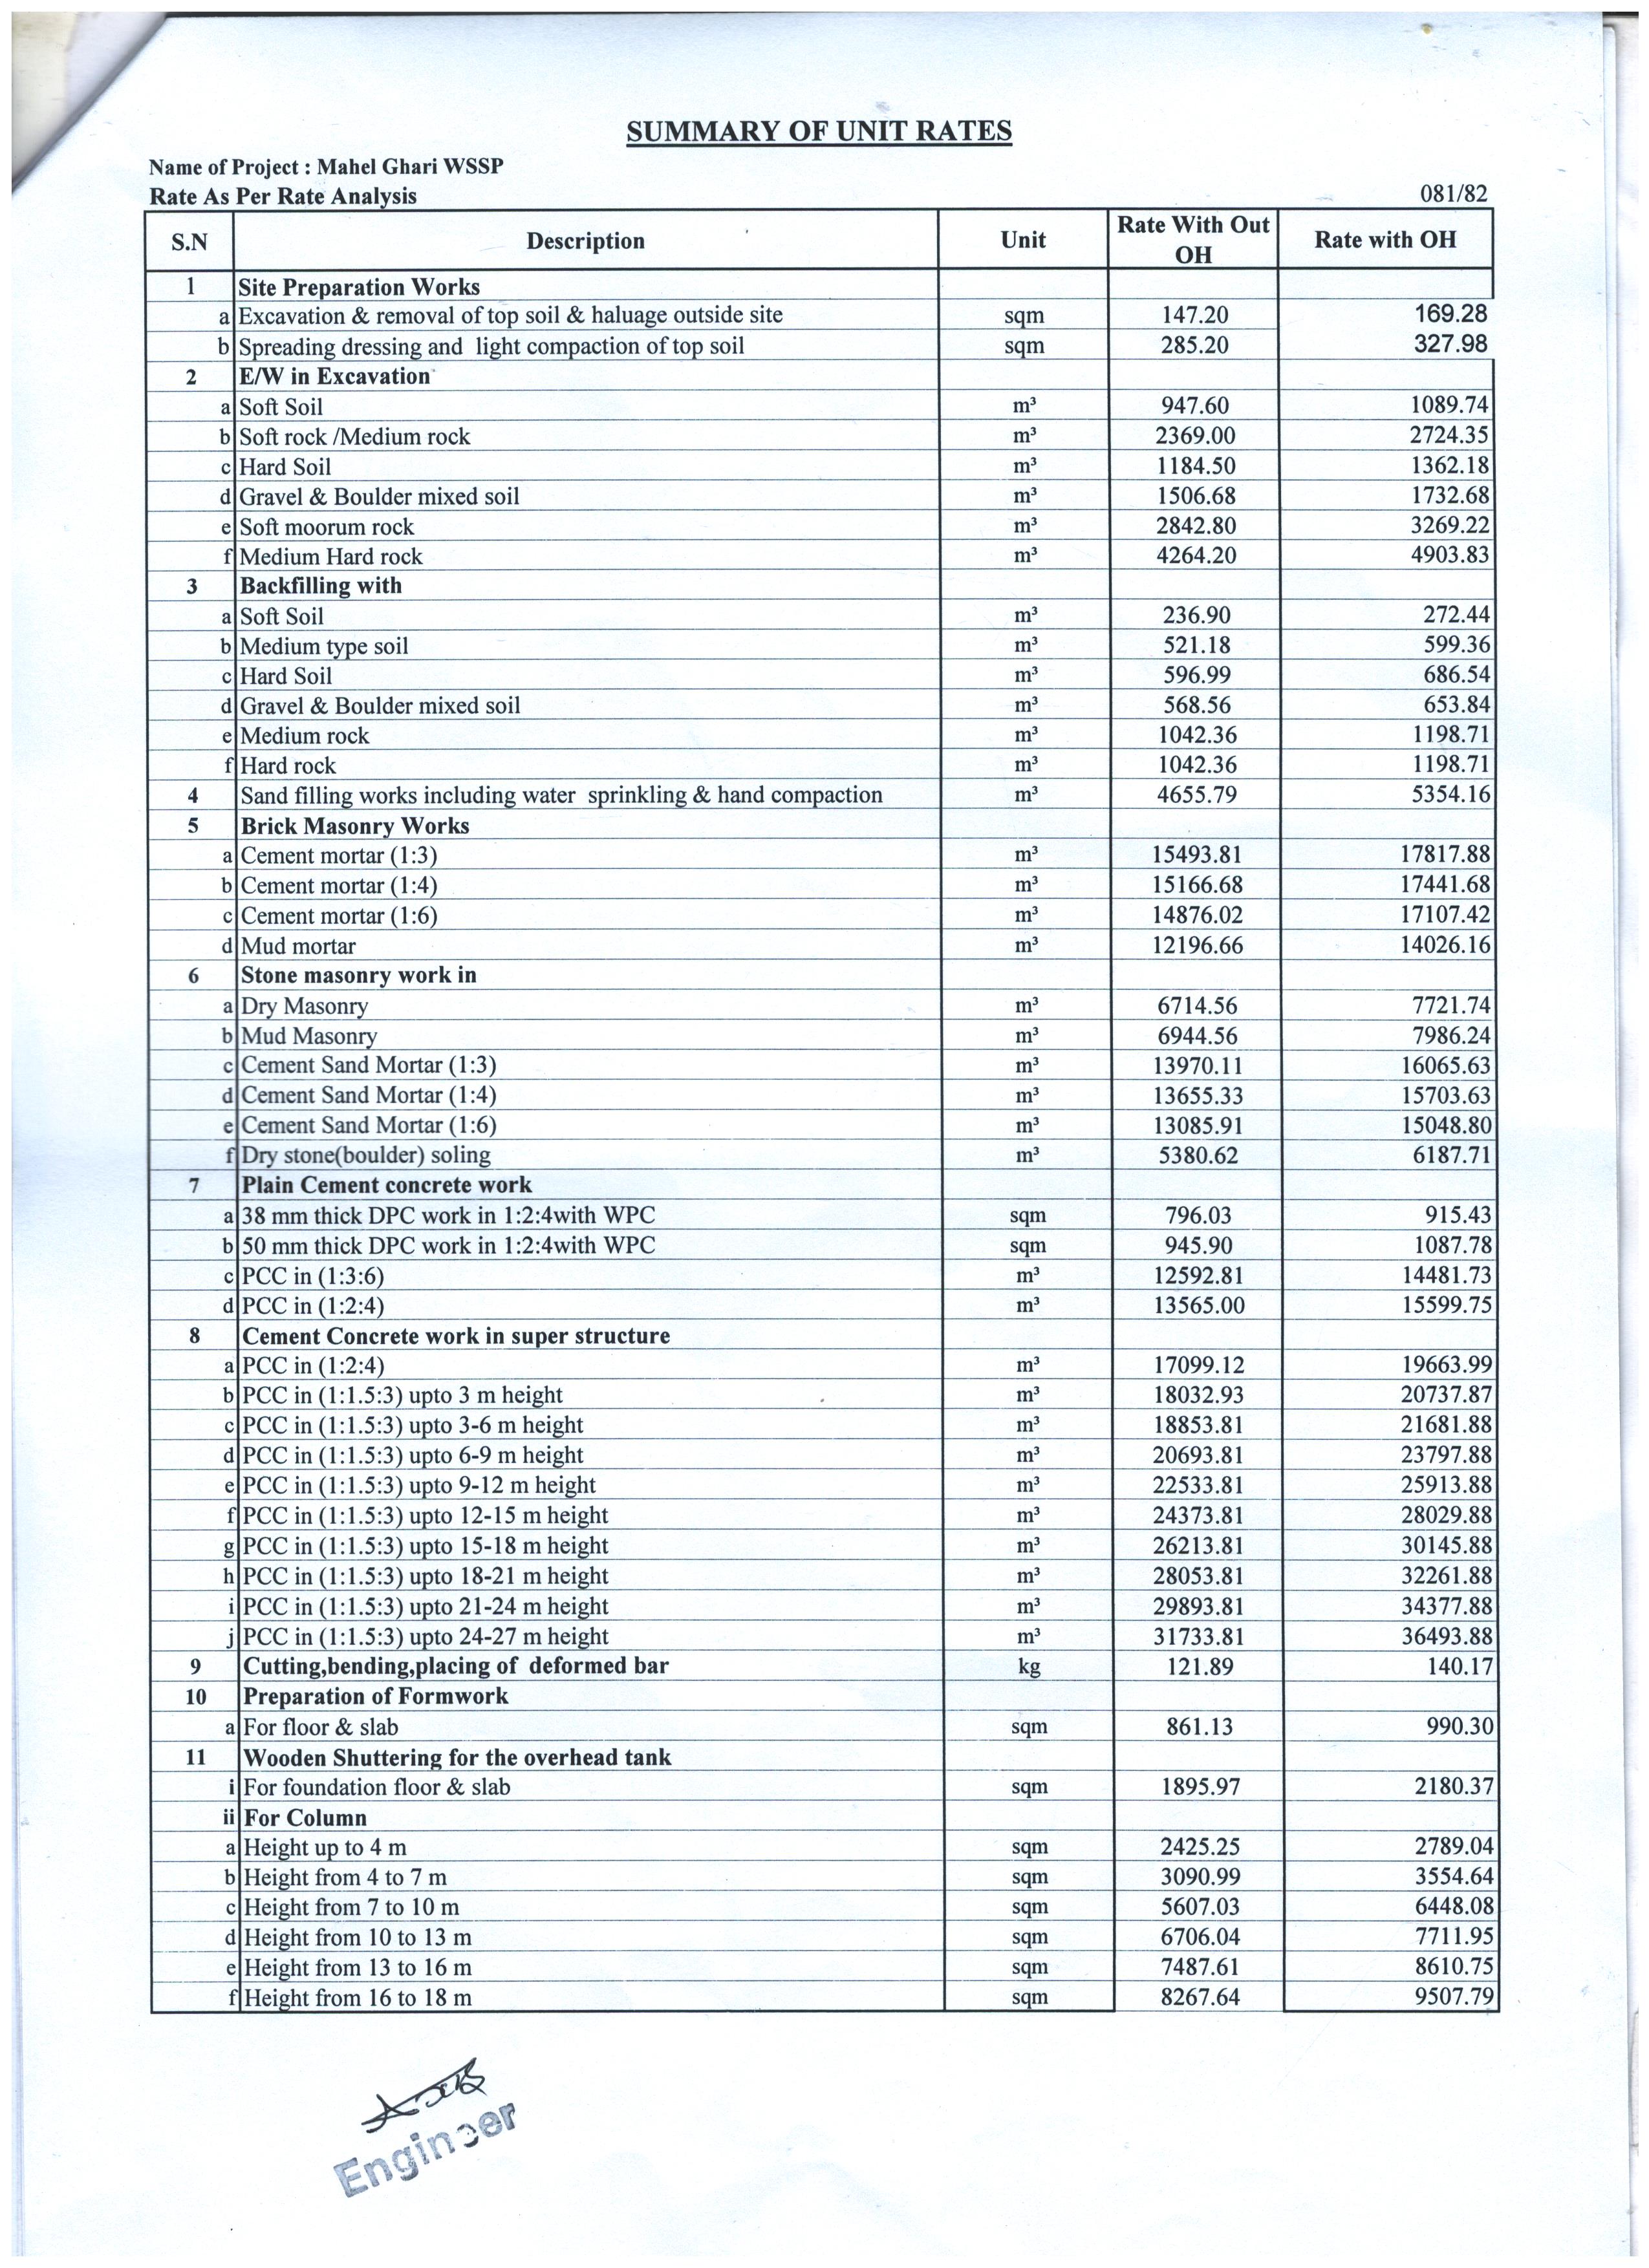 SUMMARY OF UNIT RATES
Name of Project : Mahel Ghari WSSP
Rate As Per Rate Analysis 081/82
S.N Description Unit Rate With Out OH Rate with OH
1 Site Preparation Works
a Excavation & removal of top soil & haluage outside site sqm 147.20 169.28
b Spreading dressing and light compaction of top soil sqm 285.20 327.98
2 E/W in Excavation
a Soft Soil m³ 947.60 1089.74
b Soft rock /Medium rock m³ 2369.00 2724.35
c Hard Soil m³ 1184.50 1362.18
d Gravel & Boulder mixed soil m³ 1506.68 1732.68
e Soft moorum rock m³ 2842.80 3269.22
f Medium Hard rock m³ 4264.20 4903.83
3 Backfilling with
a Soft Soil m³ 236.90 272.44
b Medium type soil m³ 521.18 599.36
c Hard Soil m³ 596.99 686.54
d Gravel & Boulder mixed soil m³ 568.56 653.84
e Medium rock m³ 1042.36 1198.71
f Hard rock m³ 1042.36 1198.71
4 Sand filling works including water sprinkling & hand compaction m³ 4655.79 5354.16
5 Brick Masonry Works
a Cement mortar (1:3) m³ 15493.81 17817.88
b Cement mortar (1:4) m³ 15166.68 17441.68
c Cement mortar (1:6) m³ 14876.02 17107.42
d Mud mortar m³ 12196.66 14026.16
6 Stone masonry work in
a Dry Masonry m³ 6714.56 7721.74
b Mud Masonry m³ 6944.56 7986.24
c Cement Sand Mortar (1:3) m³ 13970.11 16065.63
d Cement Sand Mortar (1:4) m³ 13655.33 15703.63
e Cement Sand Mortar (1:6) m³ 13085.91 15048.80
f Dry stone(boulder) soling m³ 5380.62 6187.71
7 Plain Cement concrete work
a 38 mm thick DPC work in 1:2:4with WPC sqm 796.03 915.43
b 50 mm thick DPC work in 1:2:4with WPC sqm 945.90 1087.78
c PCC in (1:3:6) m³ 12592.81 14481.73
d PCC in (1:2:4) m³ 13565.00 15599.75
8 Cement Concrete work in super structure
a PCC in (1:2:4) m³ 17099.12 19663.99
b PCC in (1:1.5:3) upto 3 m height m³ 18032.93 20737.87
c PCC in (1:1.5:3) upto 3-6 m height m³ 18853.81 21681.88
d PCC in (1:1.5:3) upto 6-9 m height m³ 20693.81 23797.88
e PCC in (1:1.5:3) upto 9-12 m height m³ 22533.81 25913.88
f PCC in (1:1.5:3) upto 12-15 m height m³ 24373.81 28029.88
g PCC in (1:1.5:3) upto 15-18 m height m³ 26213.81 30145.88
h PCC in (1:1.5:3) upto 18-21 m height m³ 28053.81 32261.88
i PCC in (1:1.5:3) upto 21-24 m height m³ 29893.81 34377.88
j PCC in (1:1.5:3) upto 24-27 m height m³ 31733.81 36493.88
9 Cutting,bending,placing of deformed bar kg 121.89 140.17
10 Preparation of Formwork
a For floor & slab sqm 861.13 990.30
11 Wooden Shuttering for the overhead tank
i For foundation floor & slab sqm 1895.97 2180.37
ii For Column
a Height up to 4 m sqm 2425.25 2789.04
b Height from 4 to 7 m sqm 3090.99 3554.64
c Height from 7 to 10 m sqm 5607.03 6448.08
d Height from 10 to 13 m sqm 6706.04 7711.95
e Height from 13 to 16 m sqm 7487.61 8610.75
f Height from 16 to 18 m sqm 8267.64 9507.79
Engineer